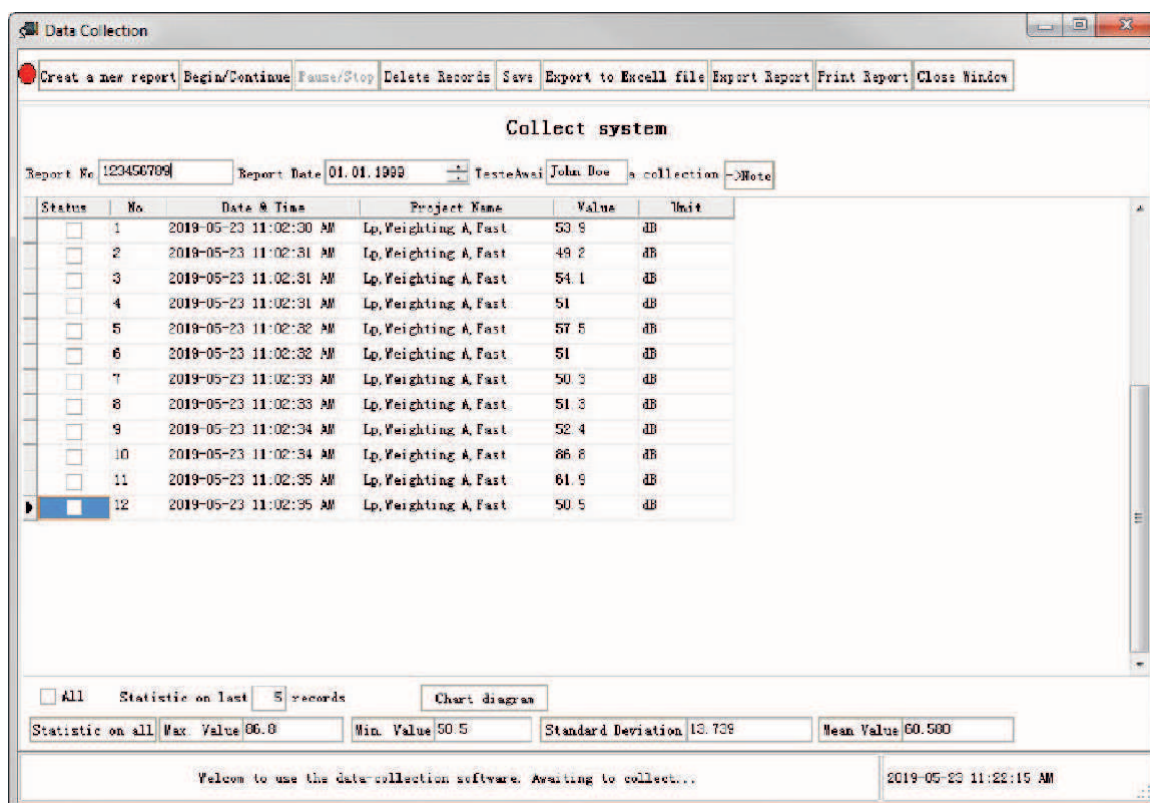 Data Collection
Creat a new report Begin/Continue Pause/Stop Delete Records Save Export to Excell file Export Report Print Report Close Window
Collect system
Report No 123456789 Report Date 01.01.1999 TesteAwai John Doe a collection ->Note
Status No Date & Time Project Name Value Unit
1 2019-05-23 11:02:30 AM Lp,Weighting A,Fast 53.9 dB
2 2019-05-23 11:02:31 AM Lp,Weighting A,Fast 49.2 dB
3 2019-05-23 11:02:31 AM Lp,Weighting A,Fast 54.1 dB
4 2019-05-23 11:02:31 AM Lp,Weighting A,Fast 51 dB
5 2019-05-23 11:02:32 AM Lp,Weighting A,Fast 57.5 dB
6 2019-05-23 11:02:32 AM Lp,Weighting A,Fast 51 dB
7 2019-05-23 11:02:33 AM Lp,Weighting A,Fast 50.3 dB
8 2019-05-23 11:02:33 AM Lp,Weighting A,Fast 51.3 dB
9 2019-05-23 11:02:34 AM Lp,Weighting A,Fast 52.4 dB
10 2019-05-23 11:02:34 AM Lp,Weighting A,Fast 86.8 dB
11 2019-05-23 11:02:35 AM Lp,Weighting A,Fast 61.9 dB
12 2019-05-23 11:02:35 AM Lp,Weighting A,Fast 50.5 dB
All Statistic on last 5 records Chart diagram
Statistic on all Max. Value 86.8 Min. Value 50.5 Standard Deviation 13.739 Mean Value 60.580
Welcom to use the data-collection software. Awaiting to collect... 2019-05-23 11:22:15 AM